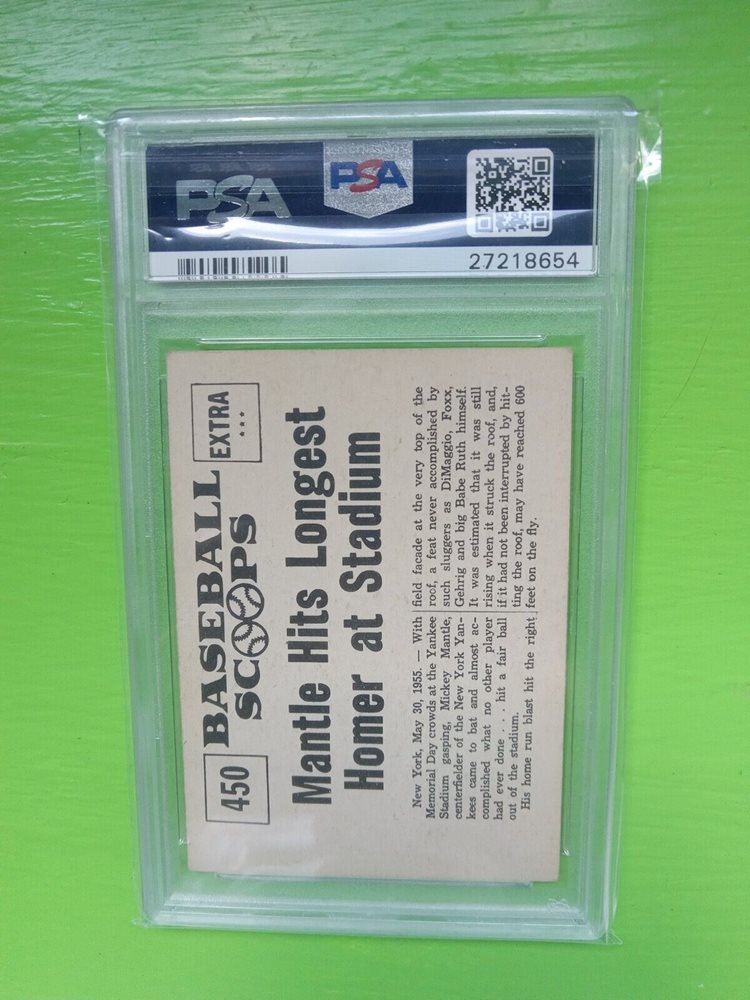 PSA
PSA
27218654
450
BASEBALL
SCOOPS
EXTRA
***
Mantle Hits Longest
Homer at Stadium
New York, May 30, 1955. — With
Memorial Day crowds at the Yankee
Stadium gasping, Mickey Mantle,
centerfielder of the New York Yan-
kees came to bat and almost ac-
complished what no other player
had ever done . . . hit a fair ball
out of the stadium.
His home run blast hit the right
field facade at the very top of the
roof, a feat never accomplished by
such sluggers as DiMaggio, Foxx,
Gehrig and big Babe Ruth himself.
It was estimated that it was still
rising when it struck the roof, and,
if it had not been interrupted by hit-
ting the roof, may have reached 600
feet on the fly.